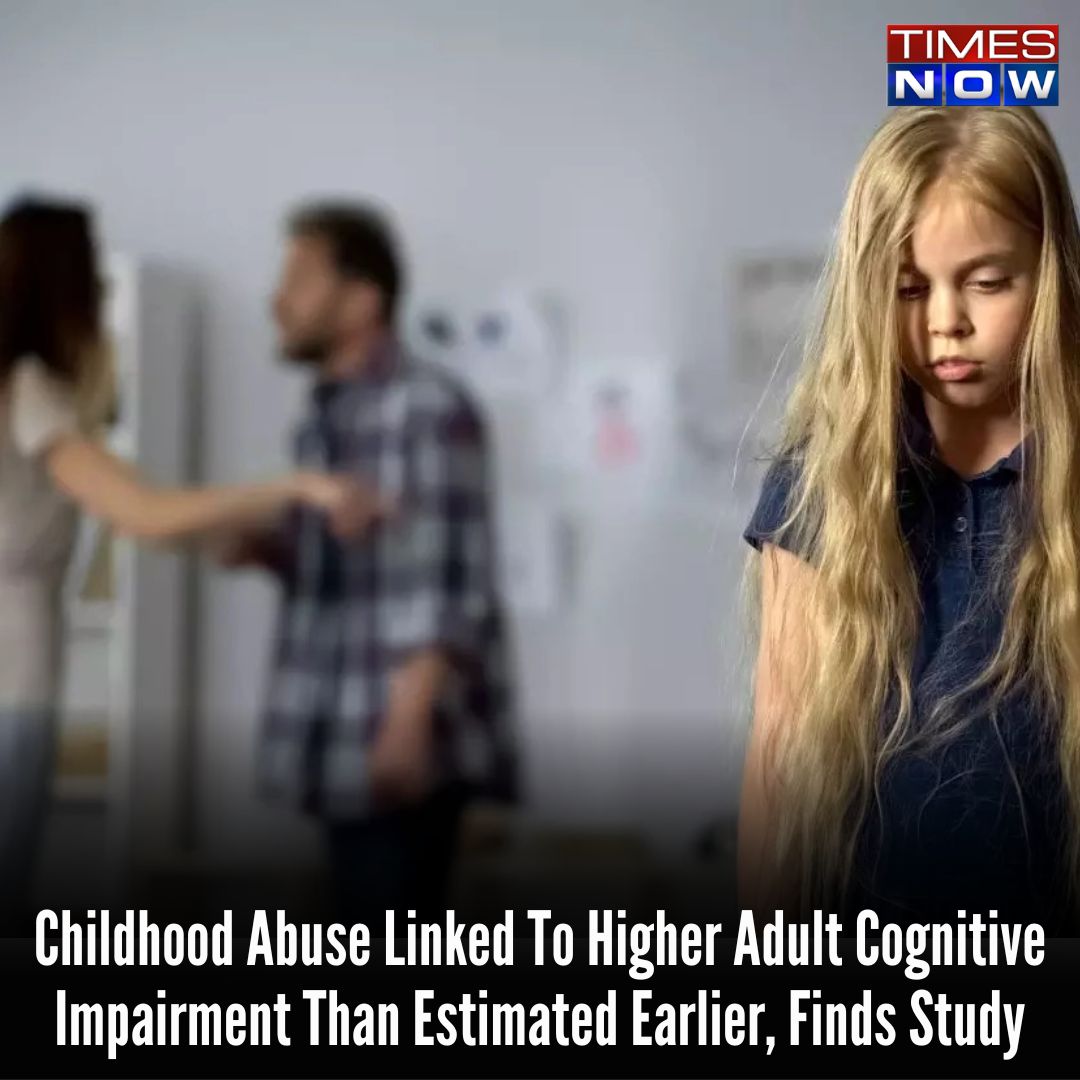 TIMES
NOW
Childhood Abuse Linked To Higher Adult Cognitive
Impairment Than Estimated Earlier, Finds Study